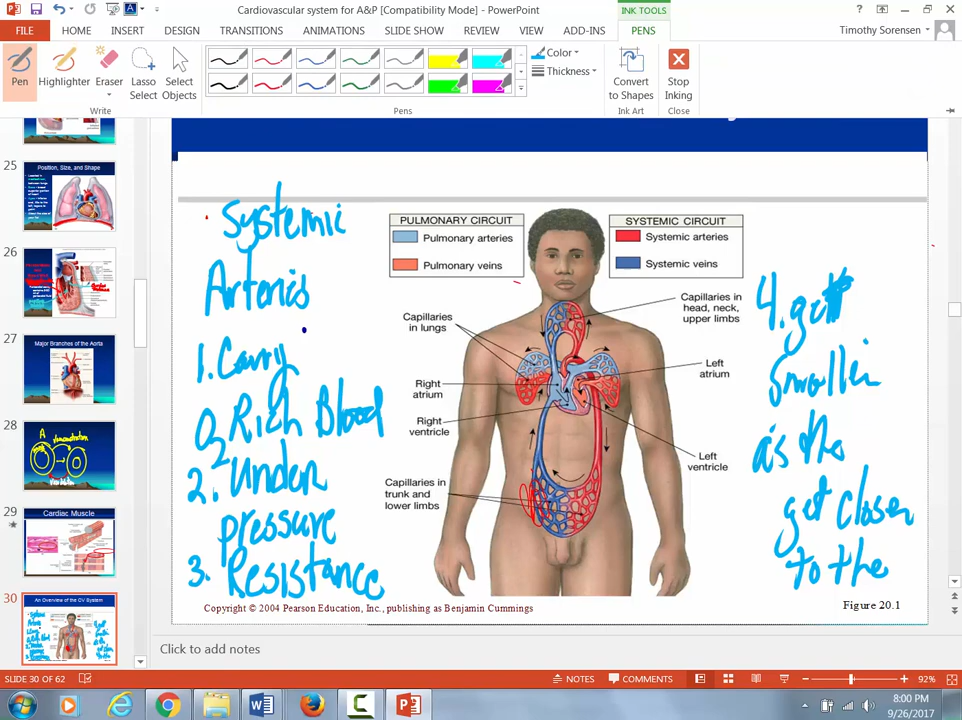 Cardiovascular system for A&P [Compatibility Mode] - PowerPoint
INK TOOLS
FILE HOME INSERT DESIGN TRANSITIONS ANIMATIONS SLIDE SHOW REVIEW VIEW ADD-INS ACROBAT PENS
Timothy Sorensen
Pen
Highlighter
Eraser
Lasso Select
Select Objects
Color
Thickness
Convert to Shapes
Stop Inking
Write
Pens
Ink Art
Close
25
Position, Size, and Shape
26
27
Major Branches of the Aorta
28
A
29
Cardiac Muscle
30
An Overview of the CV System
Systemic
Arteries
1. Carry
O2 Rich Blood
2. Under
pressure
3. Resistance
PULMONARY CIRCUIT
Pulmonary arteries
Pulmonary veins
SYSTEMIC CIRCUIT
Systemic arteries
Systemic veins
Capillaries in
head, neck,
upper limbs
Capillaries
in lungs
Left
atrium
Right
atrium
Right
ventricle
Left
ventricle
Capillaries in
trunk and
lower limbs
4. get
Smaller
as the
get closer
to the
Copyright © 2004 Pearson Education, Inc., publishing as Benjamin Cummings
Figure 20.1
Click to add notes
SLIDE 30 OF 62
NOTES
COMMENTS
92%
8:00 PM
9/26/2017